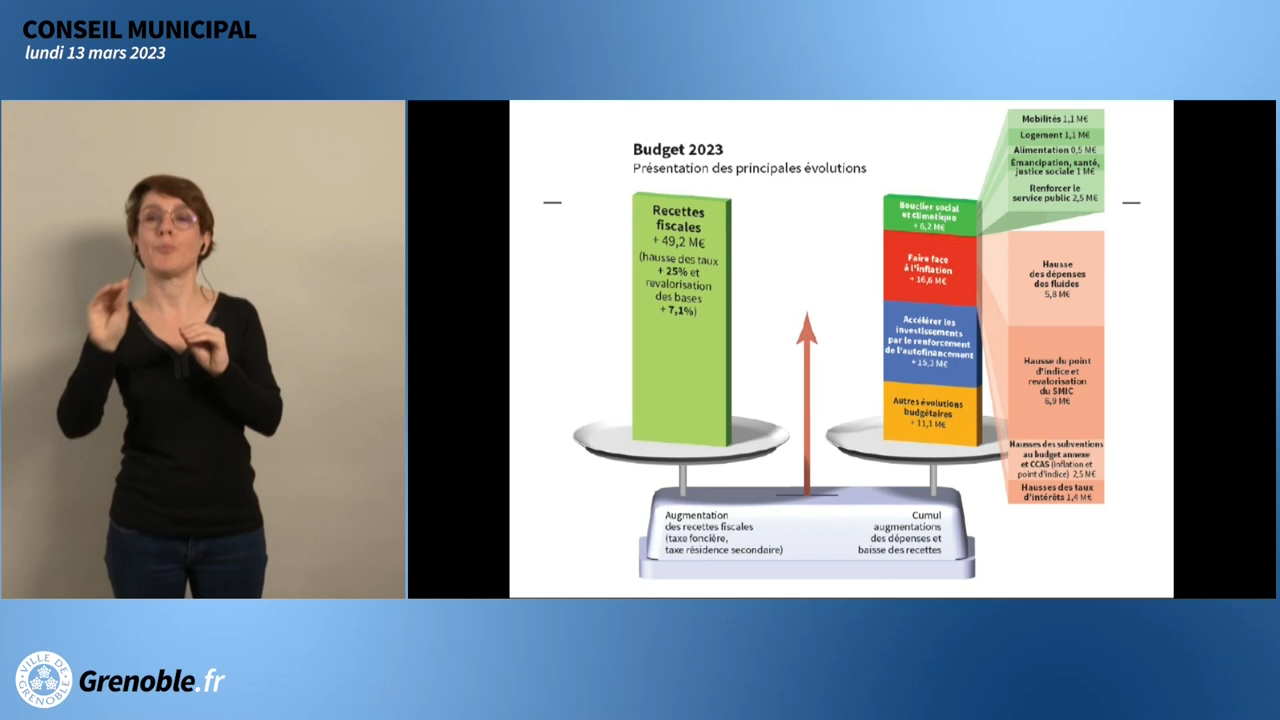 CONSEIL MUNICIPAL
lundi 13 mars 2023
Budget 2023
Présentation des principales évolutions
Recettes
fiscales
+ 49,2 M€
(hausse des taux
+ 25% et
revalorisation
des bases
+ 7,1%)
Bouclier social
et climatique
+ 6,2 M€
Faire face
à l'inflation
+ 16,6 M€
Accélérer les
investissements
par le renforcement
de l'autofinancement
+ 15,3 M€
Autres évolutions
budgétaires
+ 11,1 M€
Mobilités 1,1 M€
Logement 1,1 M€
Alimentation 0,5 M€
Émancipation, santé,
justice sociale 1 M€
Renforcer le
service public 2,5 M€
Hausse
des dépenses
des fluides
5,8 M€
Hausse du point
d'indice et
revalorisation
du SMIC
6,9 M€
Hausses des subventions
au budget annexe
et CCAS (inflation et
point d'indice) 2,5 M€
Hausses des taux
d'intérêts 1,4 M€
Augmentation
des recettes fiscales
(taxe foncière,
taxe résidence secondaire)
Cumul
augmentations
des dépenses et
baisse des recettes
VILLE DE
GRENOBLE
Grenoble.fr